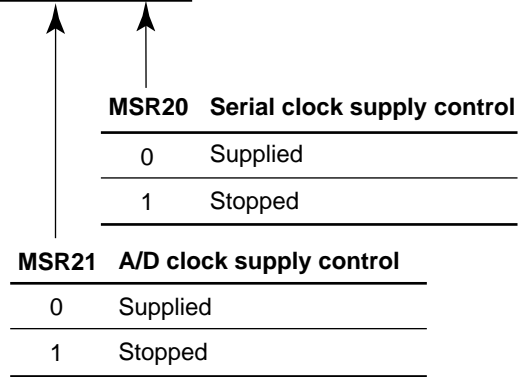 MSR20 Serial clock supply control
0 Supplied
1 Stopped
MSR21 A/D clock supply control
0 Supplied
1 Stopped